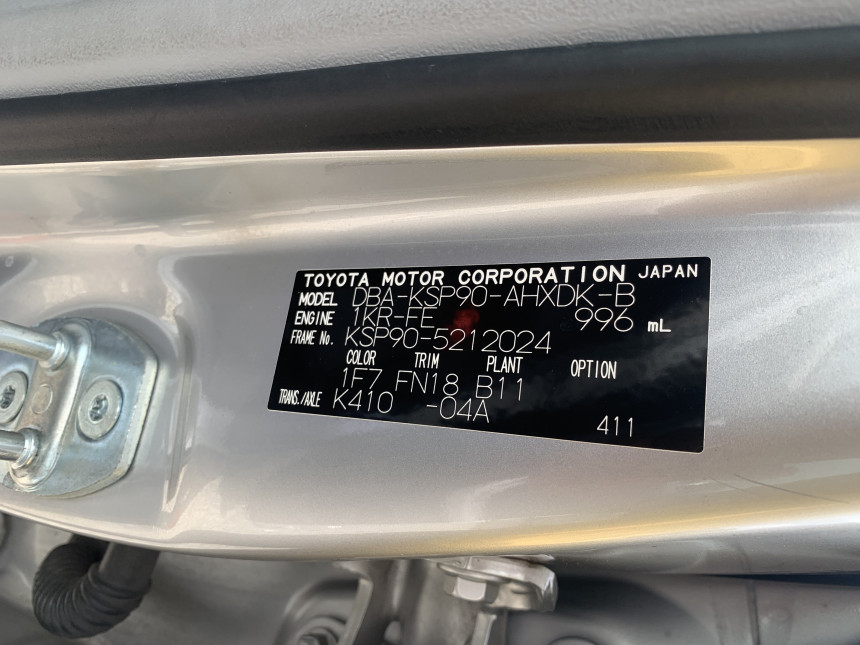 TOYOTA MOTOR CORPORATION JAPAN
MODEL DBA-KSP90-AHXDK-B
ENGINE 1KR-FE 996 mL
FRAME No. KSP90-5212024
COLOR TRIM PLANT OPTION
1F7 FN18 B11
TRANS./AXLE K410 -04A
411